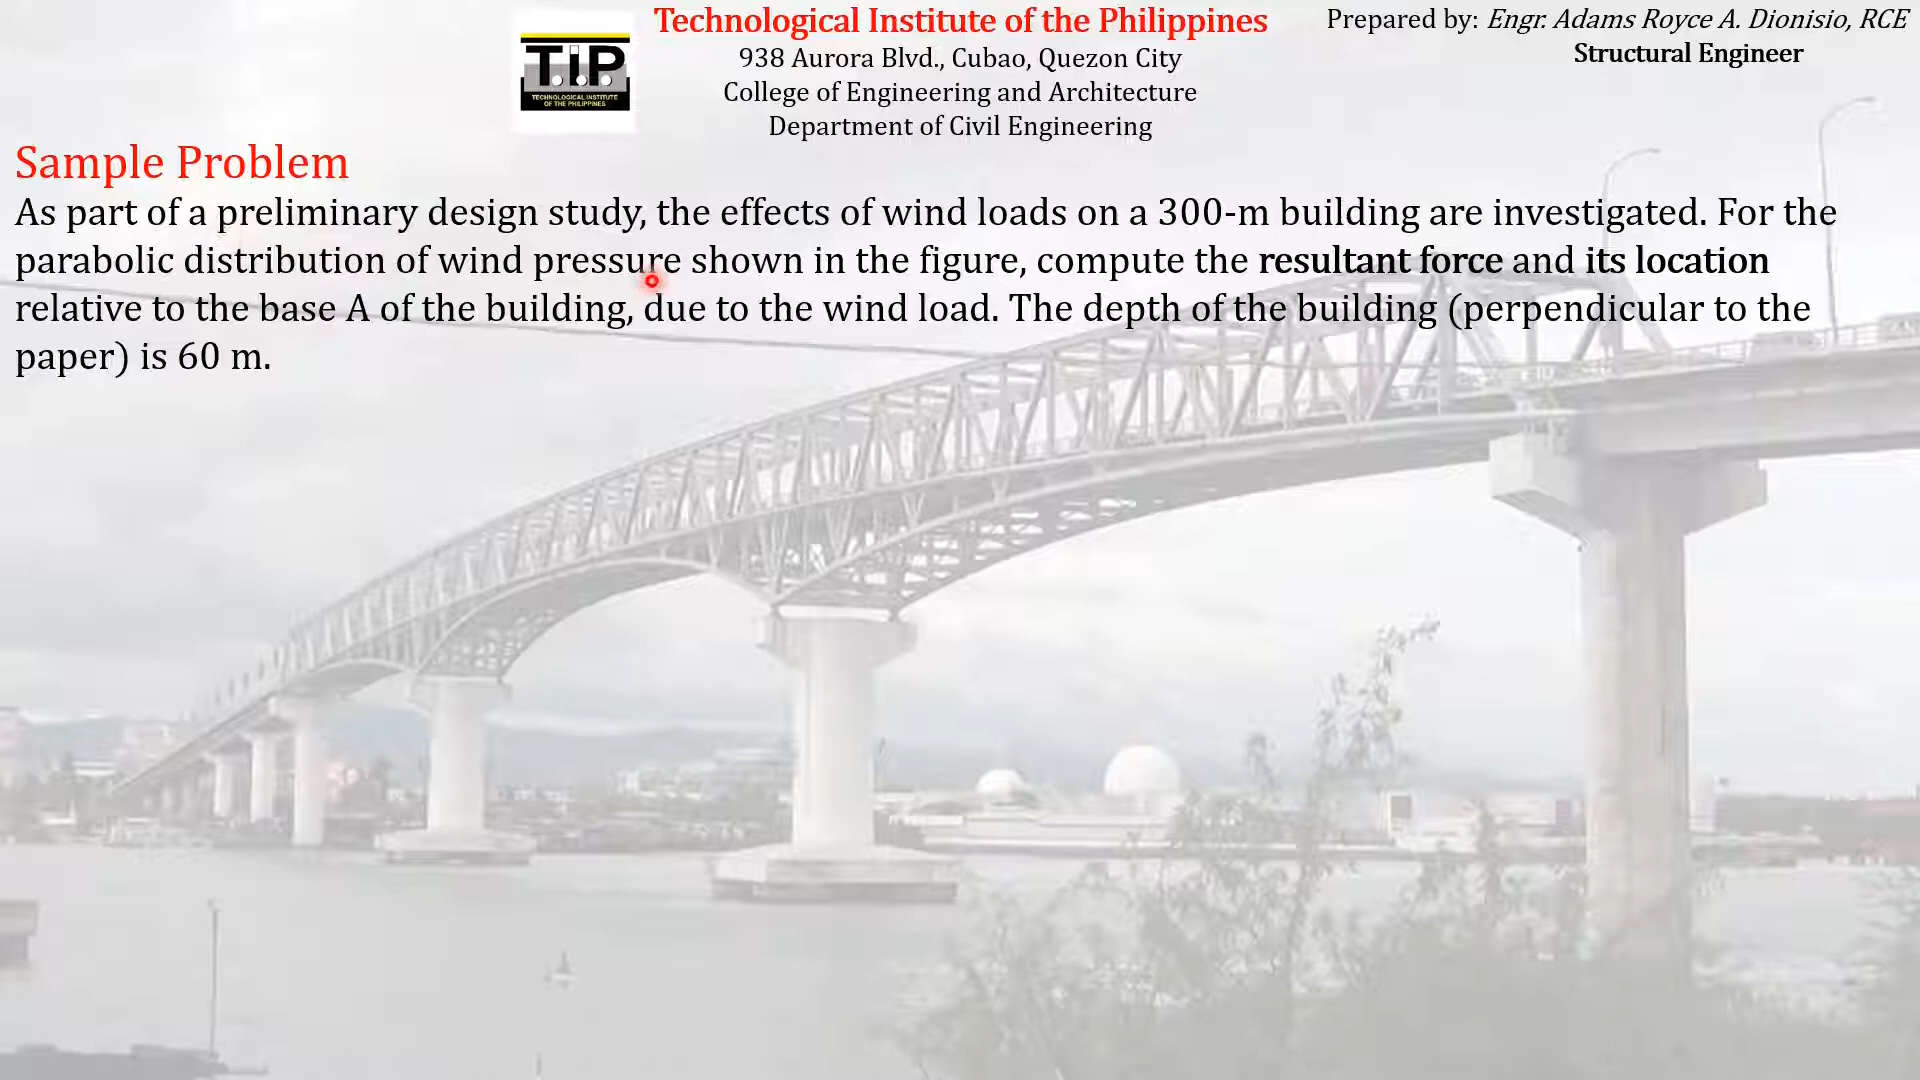 T.I.P
TECHNOLOGICAL INSTITUTE
OF THE PHILIPPINES
Technological Institute of the Philippines
938 Aurora Blvd., Cubao, Quezon City
College of Engineering and Architecture
Department of Civil Engineering
Prepared by: Engr. Adams Royce A. Dionisio, RCE
Structural Engineer
Sample Problem
As part of a preliminary design study, the effects of wind loads on a 300-m building are investigated. For the
parabolic distribution of wind pressure shown in the figure, compute the resultant force and its location
relative to the base A of the building, due to the wind load. The depth of the building (perpendicular to the
paper) is 60 m.